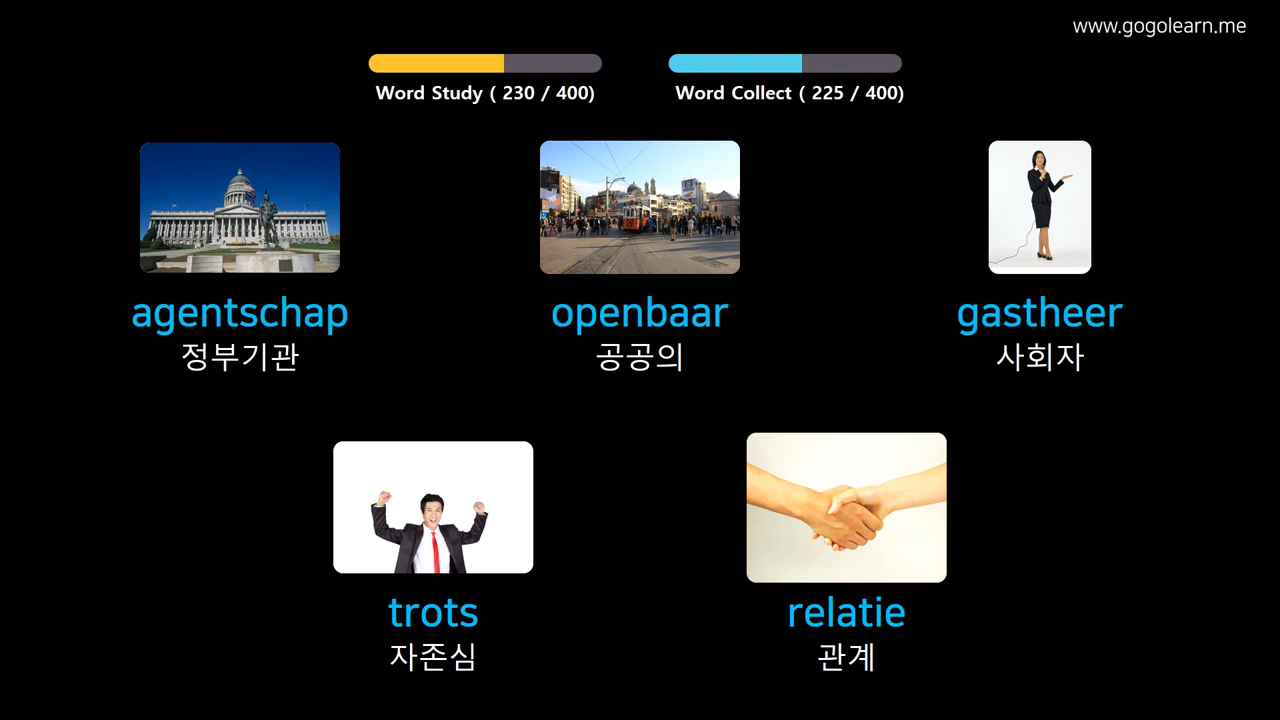 www.gogolearn.me
Word Study ( 230 / 400)
Word Collect ( 225 / 400)
agentschap
정부기관
openbaar
공공의
gastheer
사회자
trots
자존심
relatie
관계